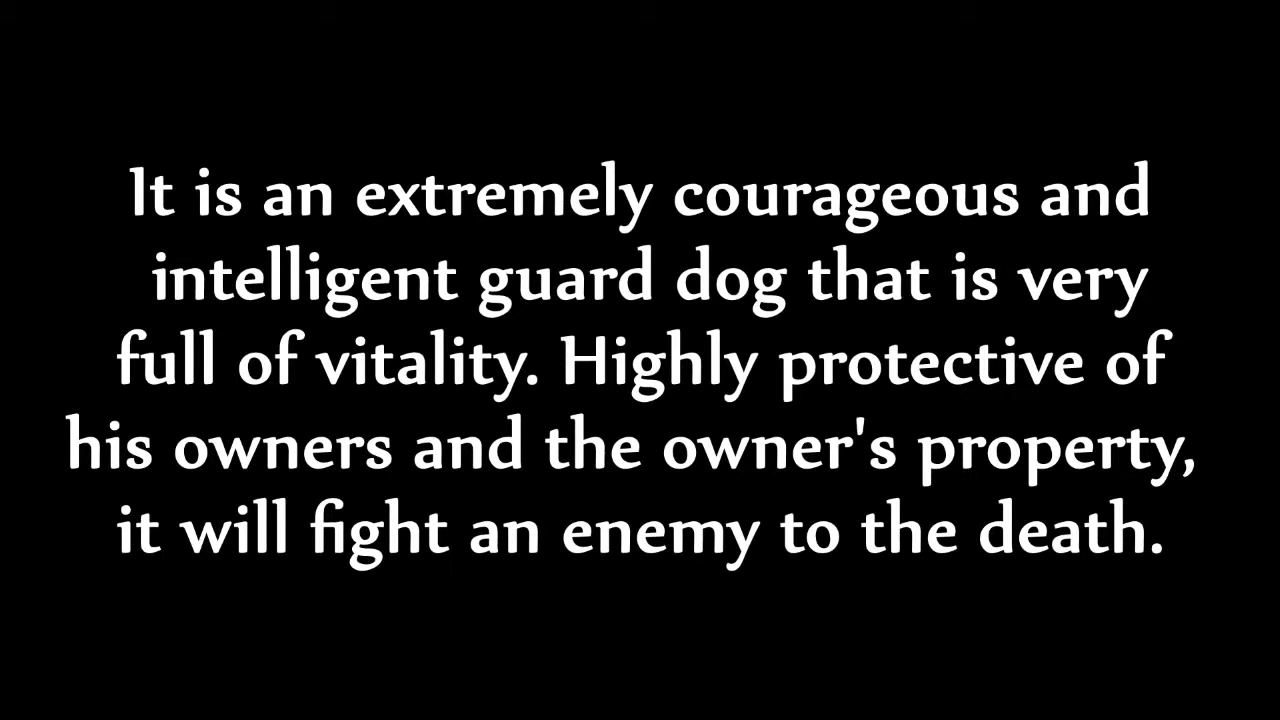 It is an extremely courageous and
intelligent guard dog that is very
full of vitality. Highly protective of
his owners and the owner's property,
it will fight an enemy to the death.